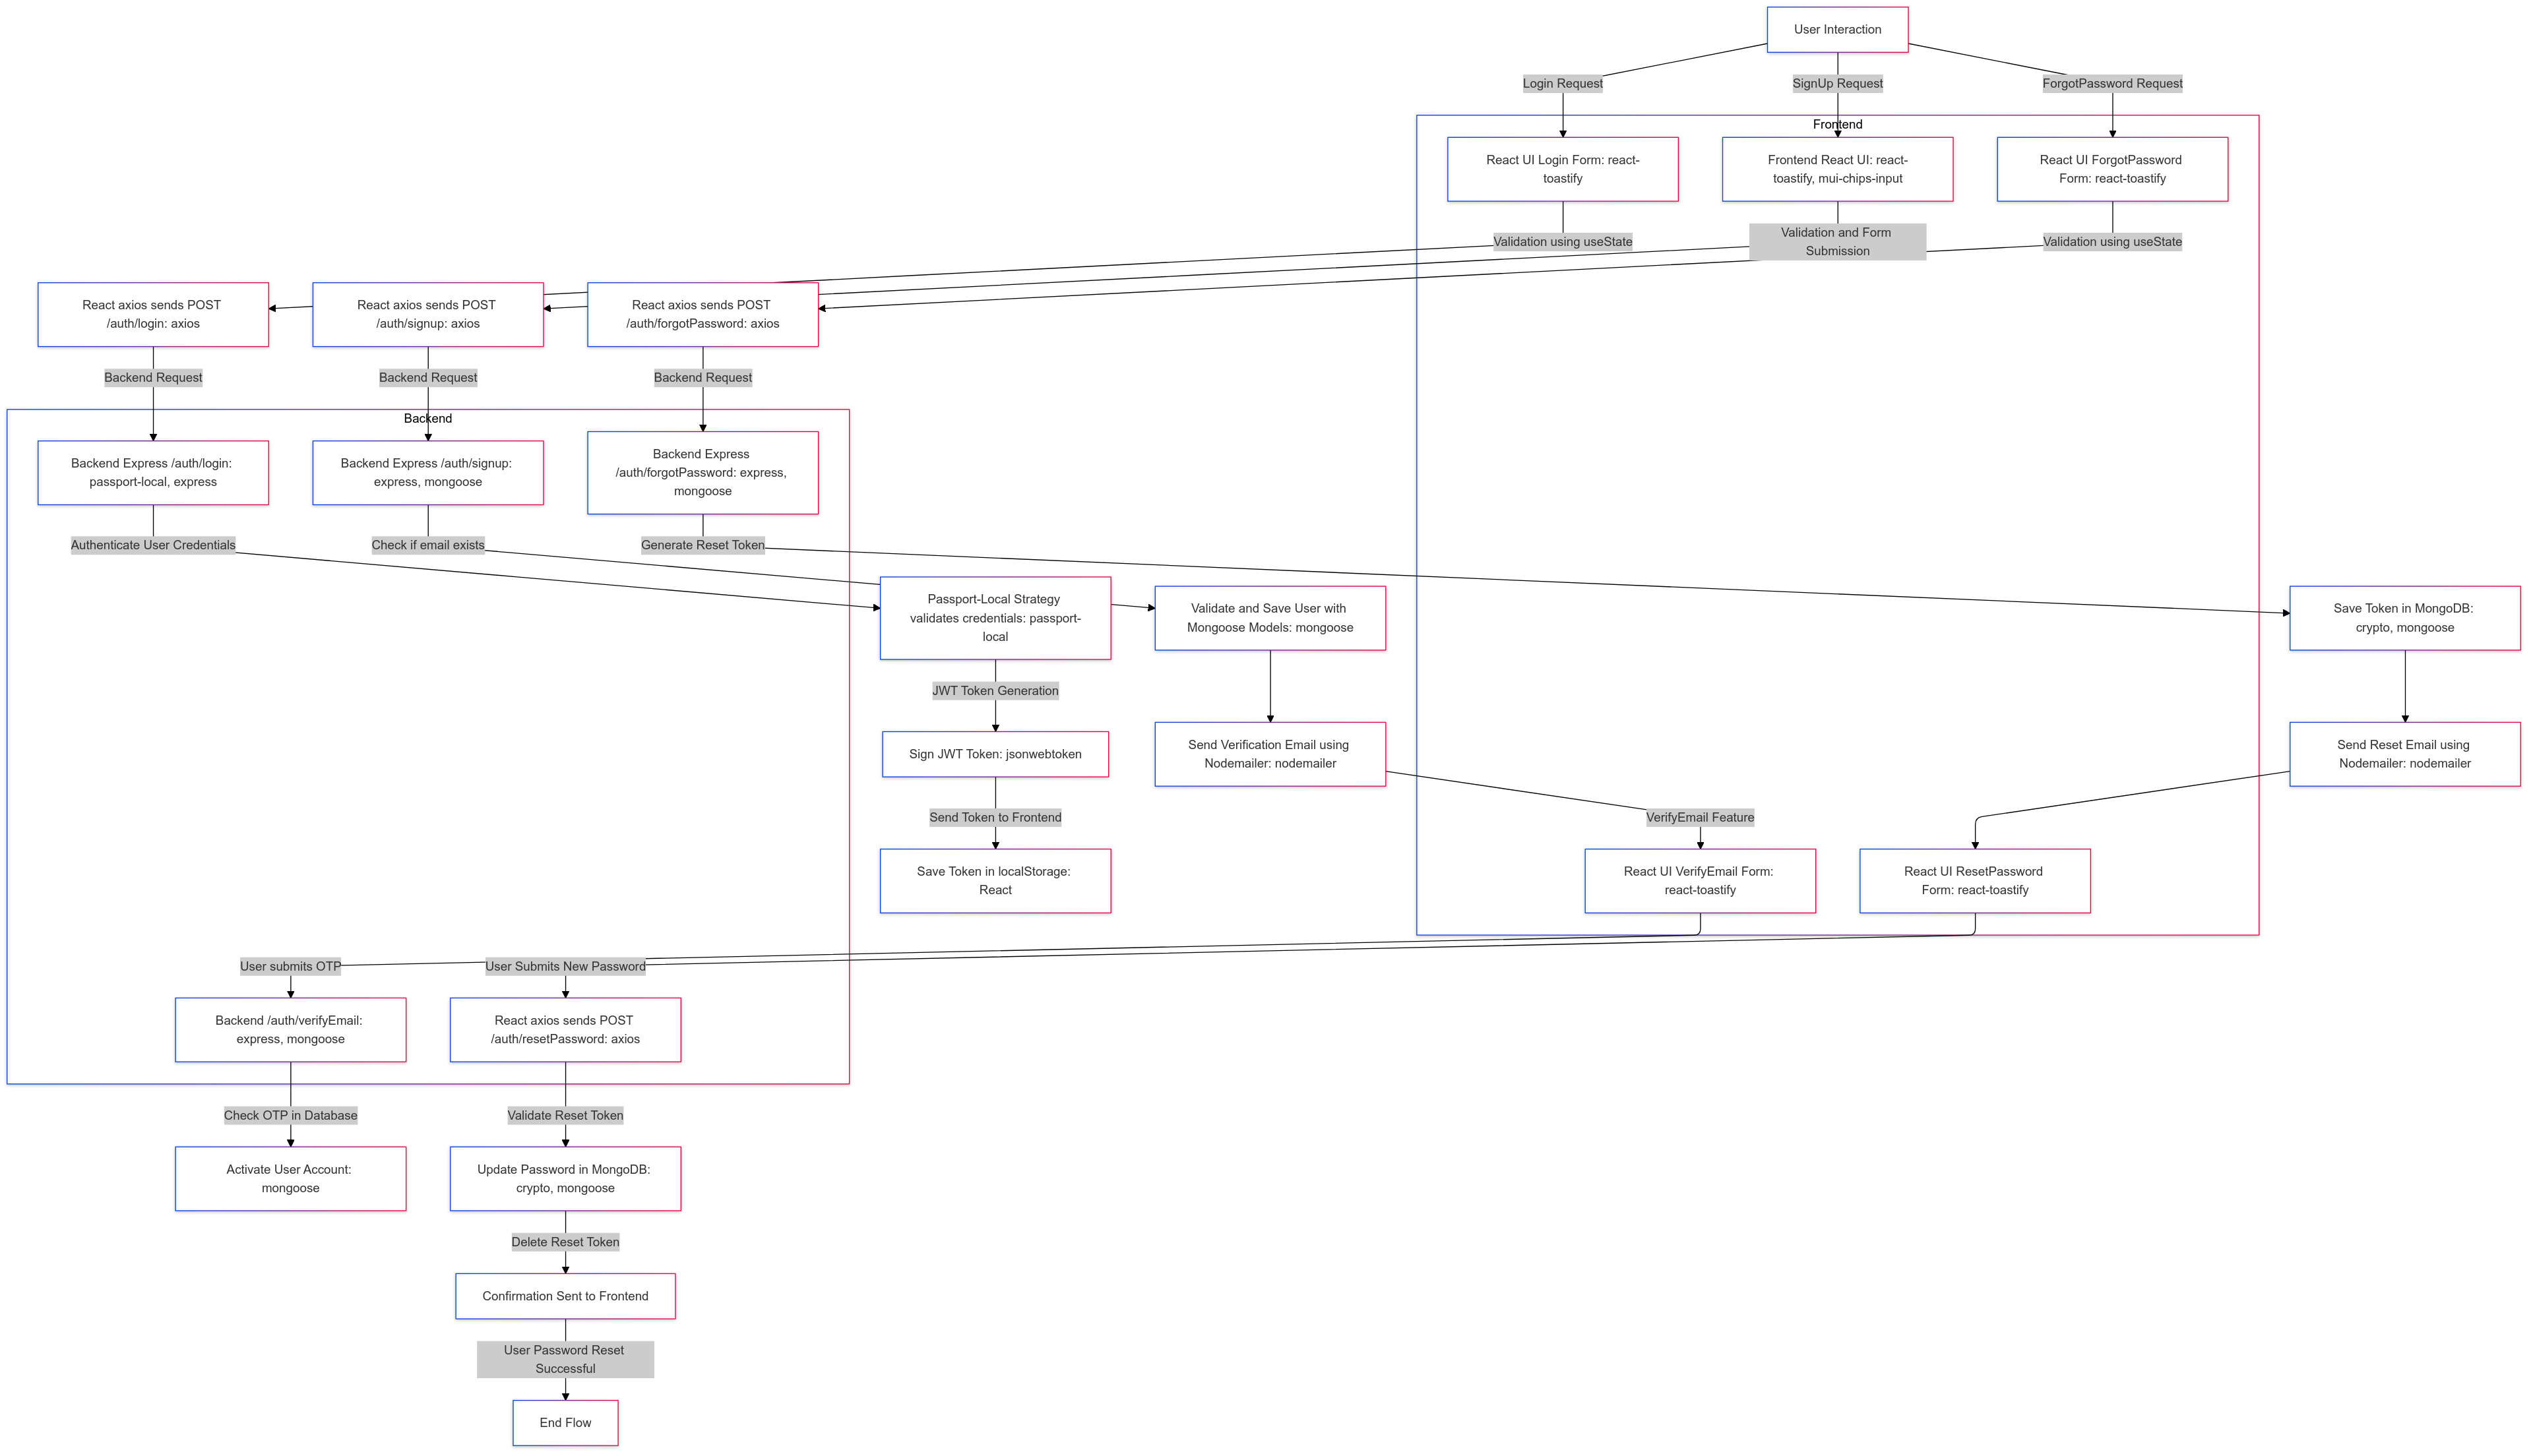 User Interaction
Login Request
SignUp Request
ForgotPassword Request
Frontend
React UI Login Form: react-
toastify
Frontend React UI: react-
toastify, mui-chips-input
React UI ForgotPassword
Form: react-toastify
Validation using useState
Validation and Form
Submission
Validation using useState
React axios sends POST
/auth/login: axios
React axios sends POST
/auth/signup: axios
React axios sends POST
/auth/forgotPassword: axios
Backend Request
Backend Request
Backend Request
Backend
Backend Express /auth/login:
passport-local, express
Backend Express /auth/signup:
express, mongoose
Backend Express
/auth/forgotPassword: express,
mongoose
Authenticate User Credentials
Check if email exists
Generate Reset Token
Passport-Local Strategy
validates credentials: passport-
local
Validate and Save User with
Mongoose Models: mongoose
Save Token in MongoDB:
crypto, mongoose
JWT Token Generation
Sign JWT Token: jsonwebtoken
Send Verification Email using
Nodemailer: nodemailer
Send Reset Email using
Nodemailer: nodemailer
Send Token to Frontend
VerifyEmail Feature
Save Token in localStorage:
React
React UI VerifyEmail Form:
react-toastify
React UI ResetPassword
Form: react-toastify
User submits OTP
User Submits New Password
Backend /auth/verifyEmail:
express, mongoose
React axios sends POST
/auth/resetPassword: axios
Check OTP in Database
Validate Reset Token
Activate User Account:
mongoose
Update Password in MongoDB:
crypto, mongoose
Delete Reset Token
Confirmation Sent to Frontend
User Password Reset
Successful
End Flow